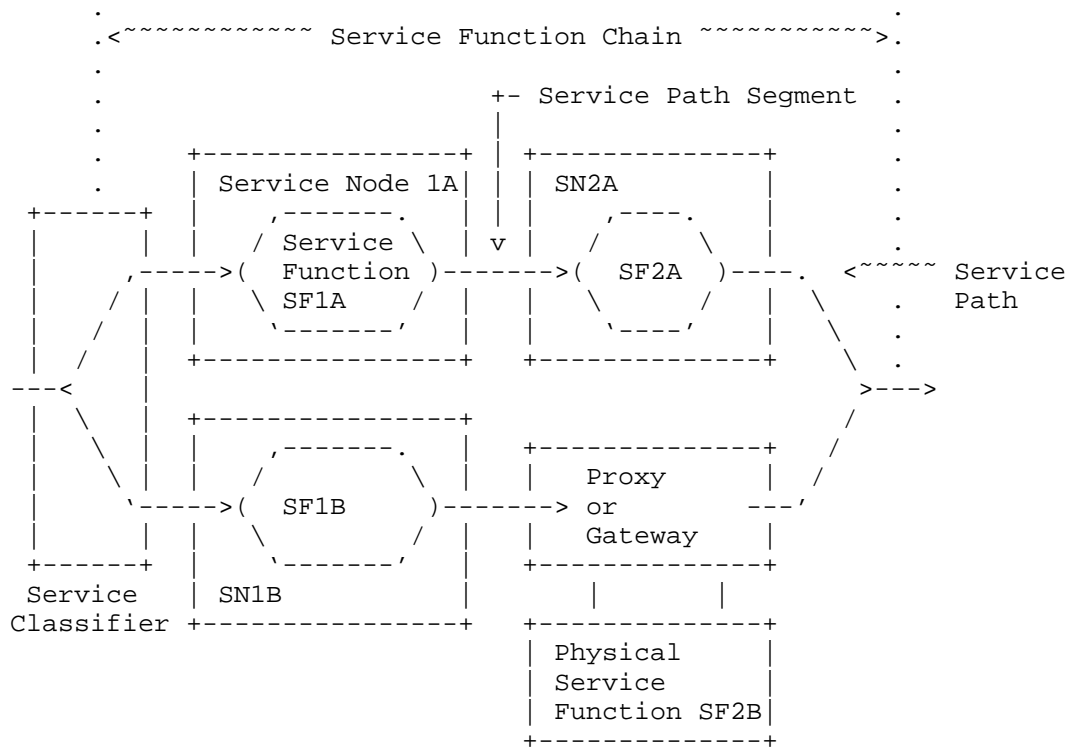 Service Function Chain
+- Service Path Segment
Service Node 1A
SN2A
Service
Function
SF1A
SF2A
Service
Path
SF1B
Proxy
or
Gateway
Service
Classifier
SN1B
Physical
Service
Function SF2B